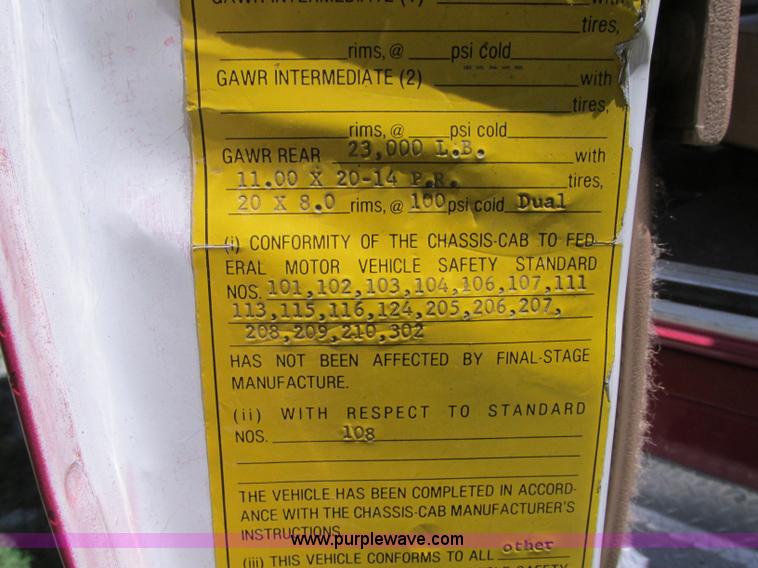 GAWR INTERMEDIATE (1) with
tires,
rims, @ psi cold
GAWR INTERMEDIATE (2) with
tires,
rims, @ psi cold
GAWR REAR 23,000 L.B. with
11.00 X 20-14 P.R. tires,
20 X 8.0 rims, @ 100 psi cold Dual
(i) CONFORMITY OF THE CHASSIS-CAB TO FED-
ERAL MOTOR VEHICLE SAFETY STANDARD
NOS. 101,102,103,104,106,107,111
113,115,116,124,205,206,207,
208,209,210,302
HAS NOT BEEN AFFECTED BY FINAL-STAGE
MANUFACTURE.
(ii) WITH RESPECT TO STANDARD
NOS. 108
THE VEHICLE HAS BEEN COMPLETED IN ACCORD-
ANCE WITH THE CHASSIS-CAB MANUFACTURER'S
INSTRUCTIONS
www.purplewave.com
(iii) THIS VEHICLE CONFORMS TO ALL other